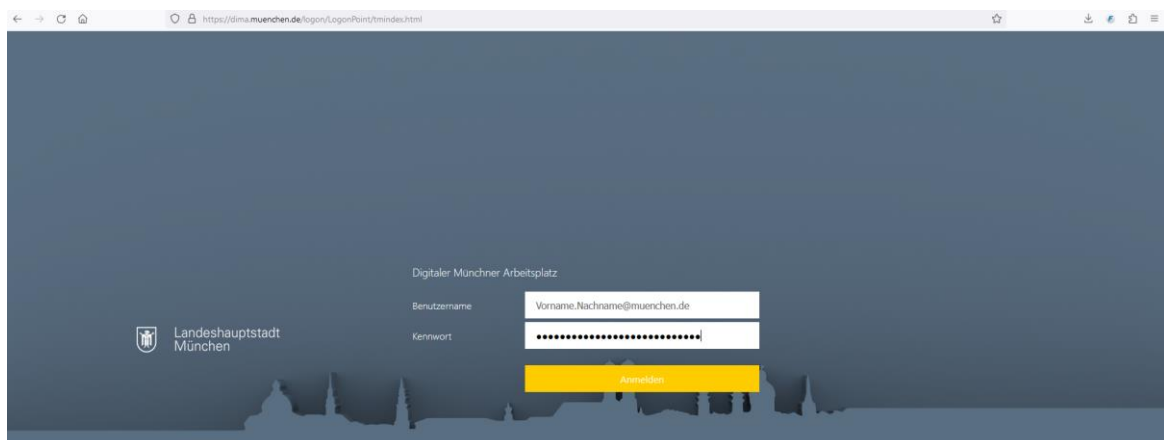 https://dima.muenchen.de/logon/LogonPoint/tmindex.html
Digitaler Münchner Arbeitsplatz
Benutzername
Vorname.Nachname@muenchen.de
Kennwort
Landeshauptstadt
München
Anmelden